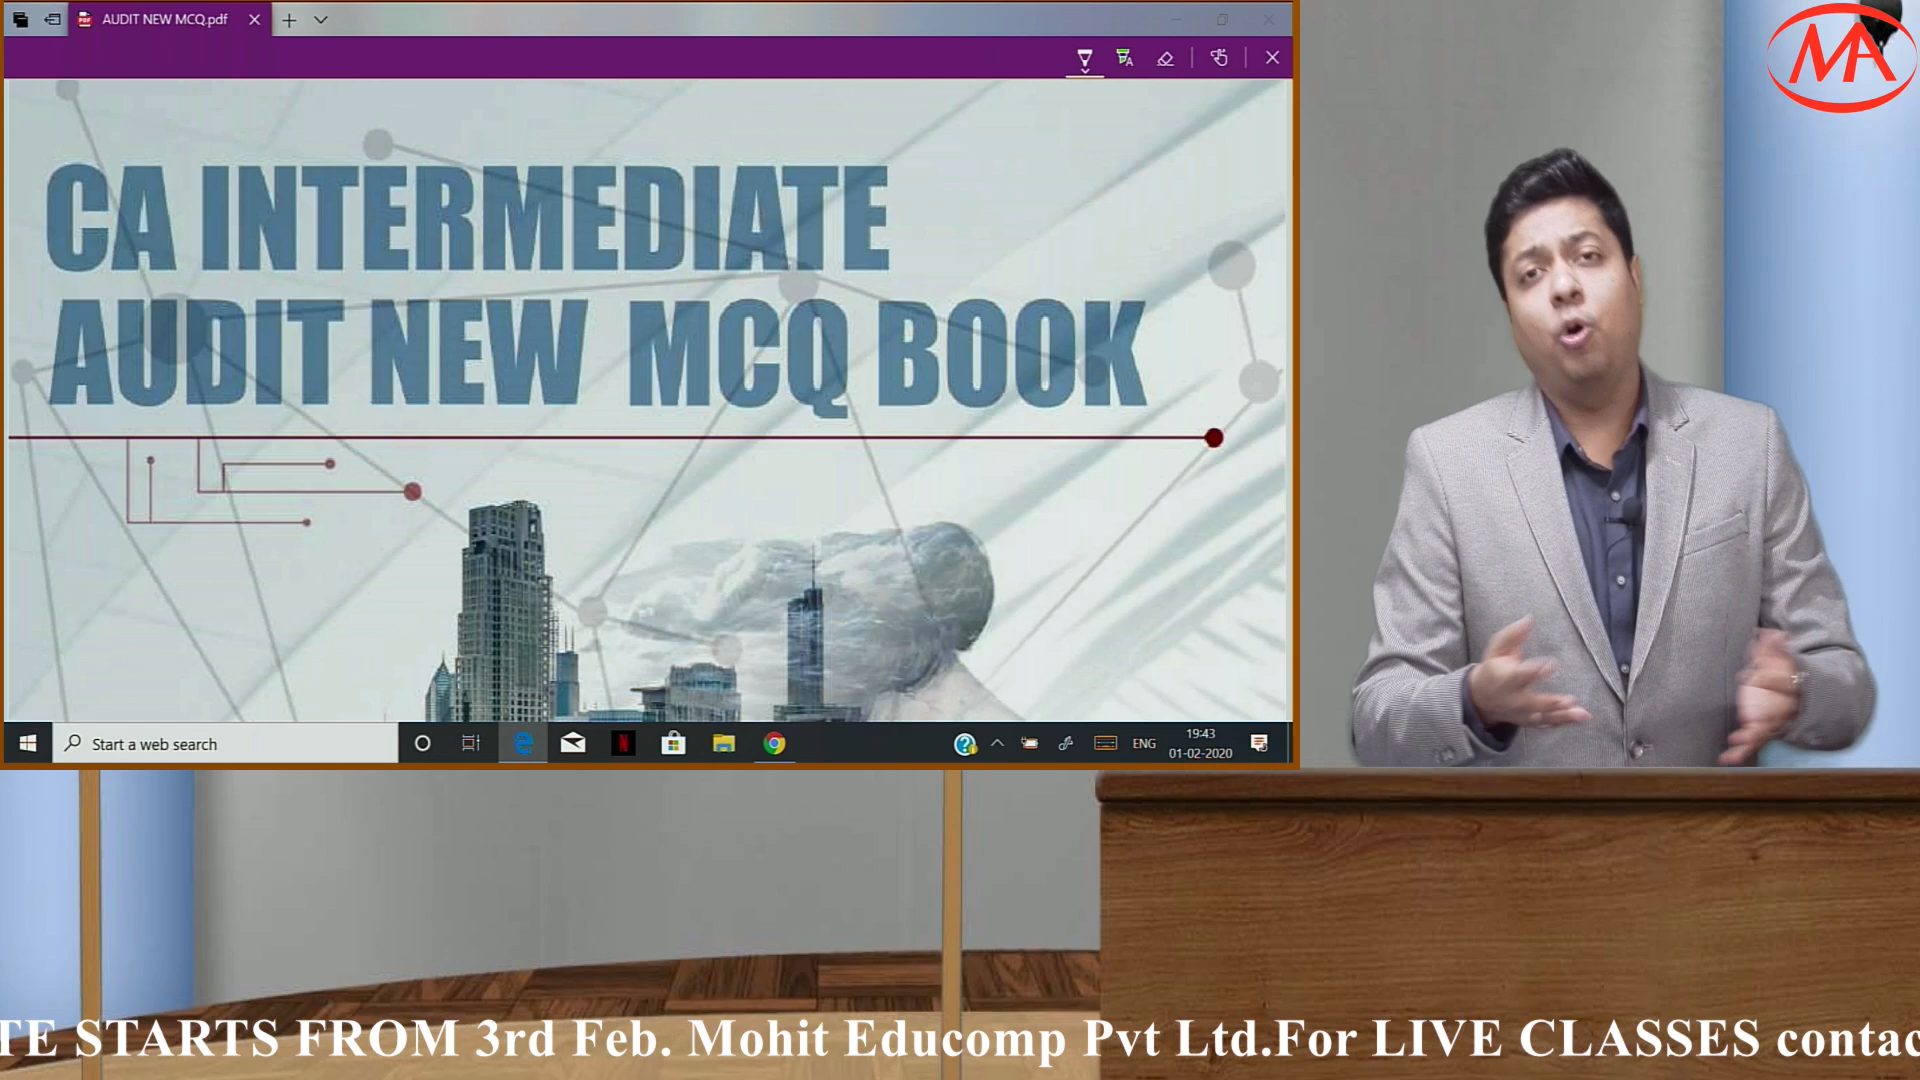 AUDIT NEW MCQ.pdf
MA
CA INTERMEDIATE
AUDIT NEW MCQ BOOK
Start a web search
ENG
19:43
01-02-2020
TE STARTS FROM 3rd Feb. Mohit Educomp Pvt Ltd.For LIVE CLASSES contac